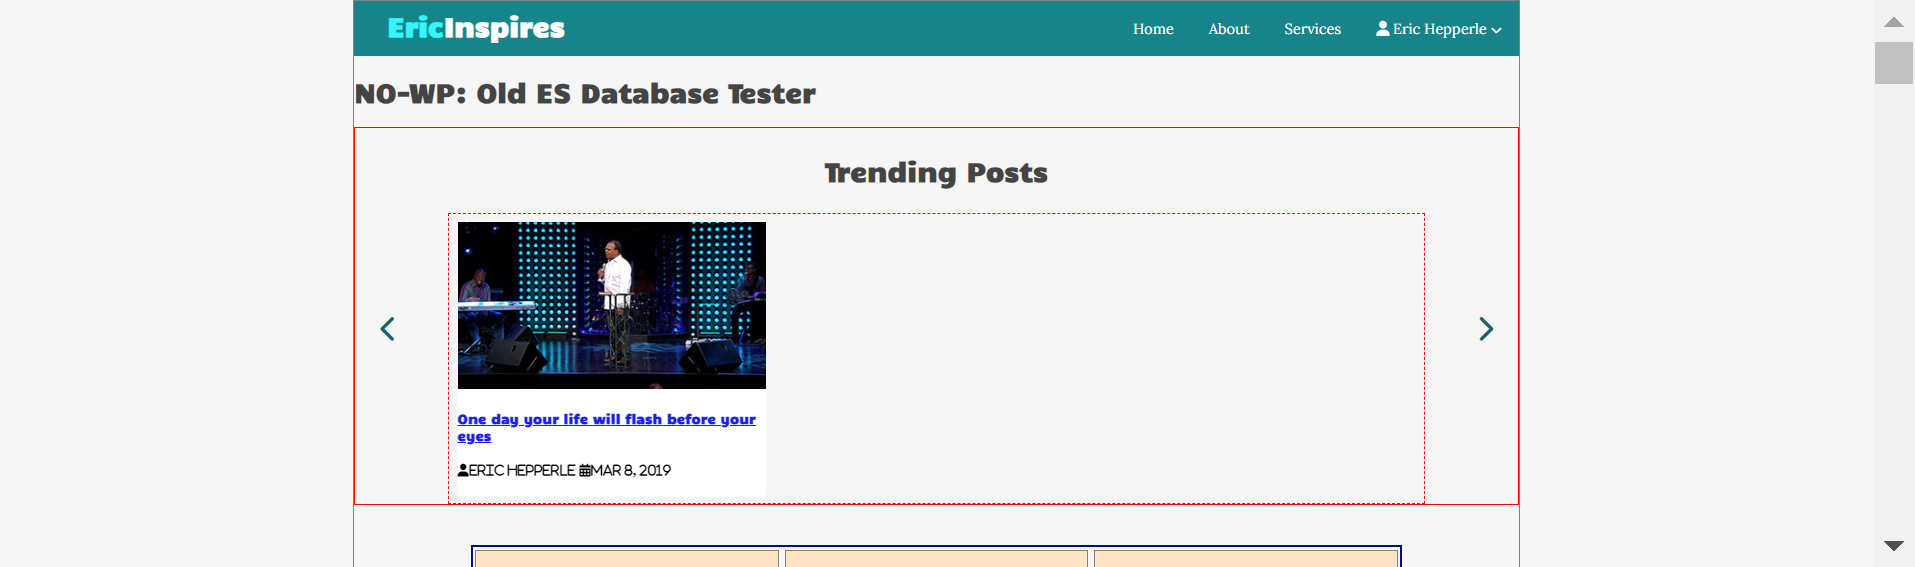 EricInspires
Home About Services Eric Hepperle
NO-WP: Old ES Database Tester
Trending Posts
One day your life will flash before your
eyes
ERIC HEPPERLE MAR 8, 2019